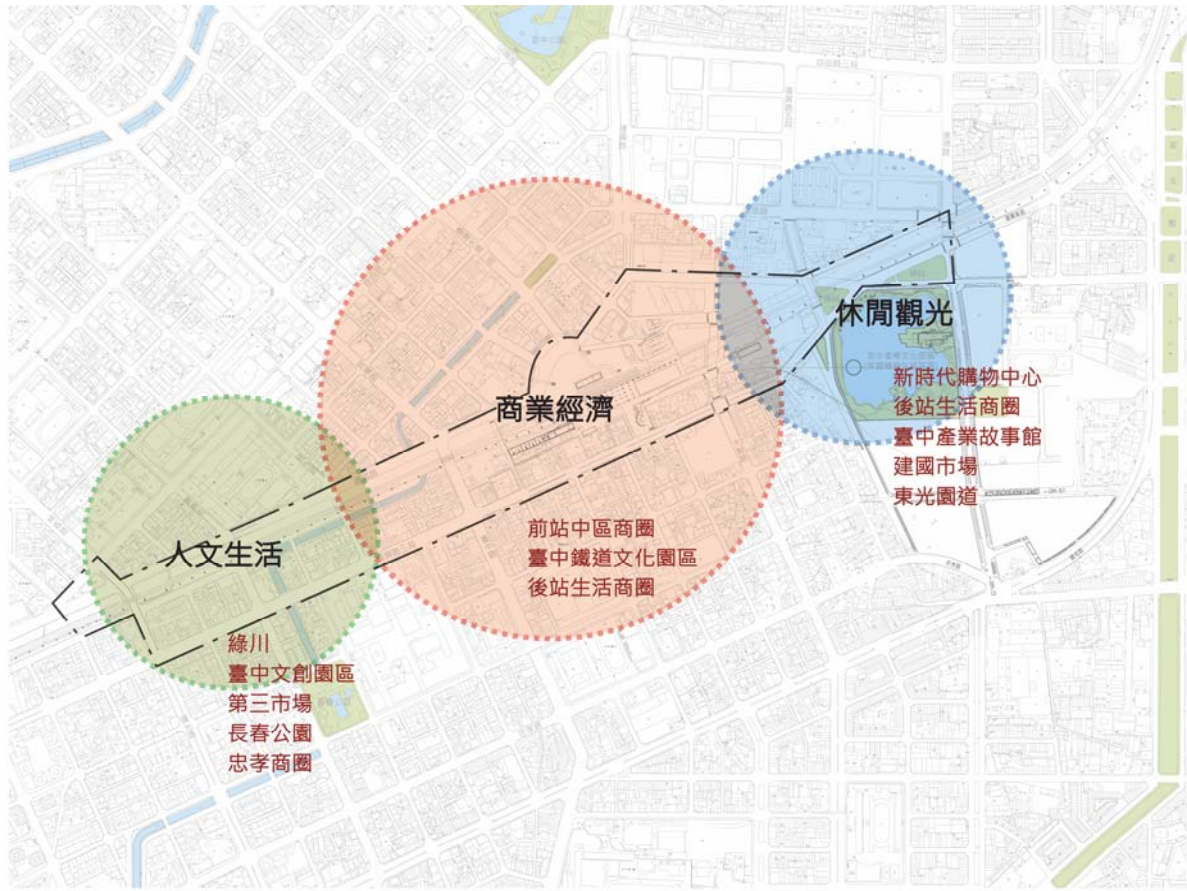 休閒觀光
新時代購物中心
後站生活商圈
臺中產業故事館
建國市場
東光園道
商業經濟
前站中區商圈
臺中鐵道文化園區
後站生活商圈
人文生活
綠川
臺中文創園區
第三市場
長春公園
忠孝商圈